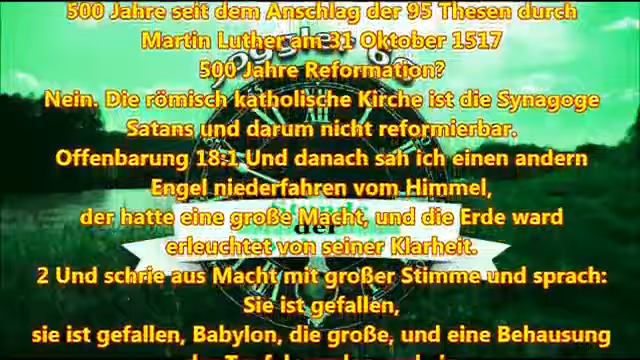 500 Jahre seit dem Anschlag der 95 Thesen durch
Martin Luther am 31 Oktober 1517
500 Jahre Reformation?
Nein. Die römisch katholische Kirche ist die Synagoge
Satans und darum nicht reformierbar.
Offenbarung 18:1 Und danach sah ich einen andern
Engel niederfahren vom Himmel,
der hatte eine große Macht, und die Erde ward
erleuchtet von seiner Klarheit.
2 Und schrie aus Macht mit großer Stimme und sprach:
Sie ist gefallen,
sie ist gefallen, Babylon, die große, und eine Behausung
der